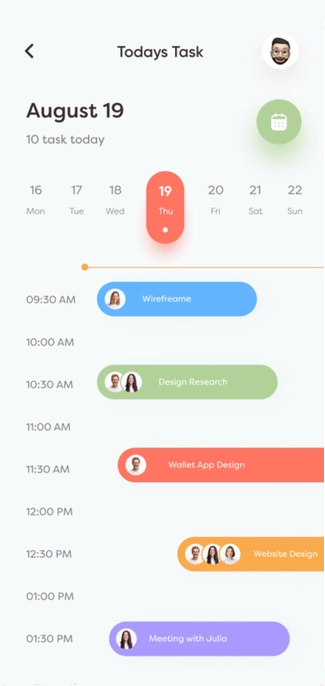 Todays Task
August 19
10 task today
16 17 18 19 20 21 22
Mon Tue Wed Thu Fri Sat Sun
09:30 AM Wireframe
10:00 AM
10:30 AM Design Research
11:00 AM
11:30 AM Wallet App Design
12:00 PM
12:30 PM Website Design
01:00 PM
01:30 PM Meeting with Julia